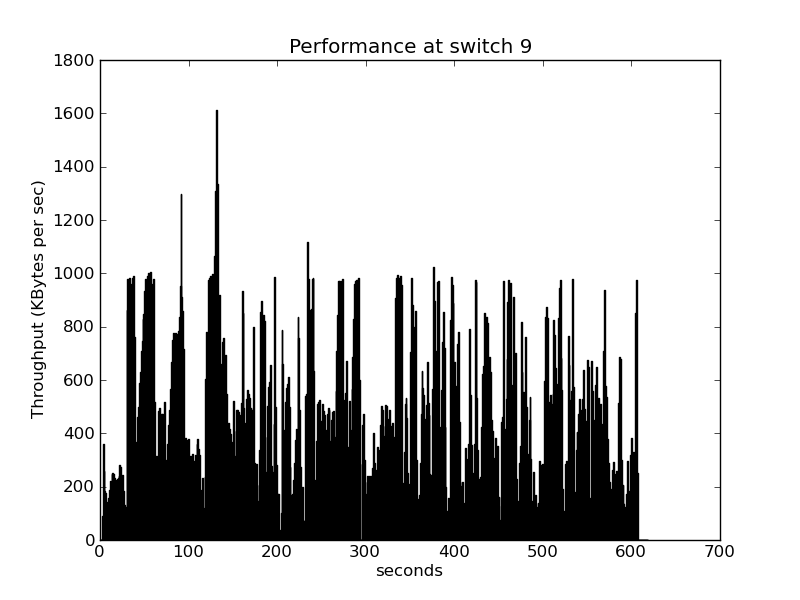 Performance at switch 9
Throughput (KBytes per sec)
1800
1600
1400
1200
1000
800
600
400
200
0
0 100 200 300 400 500 600 700
seconds